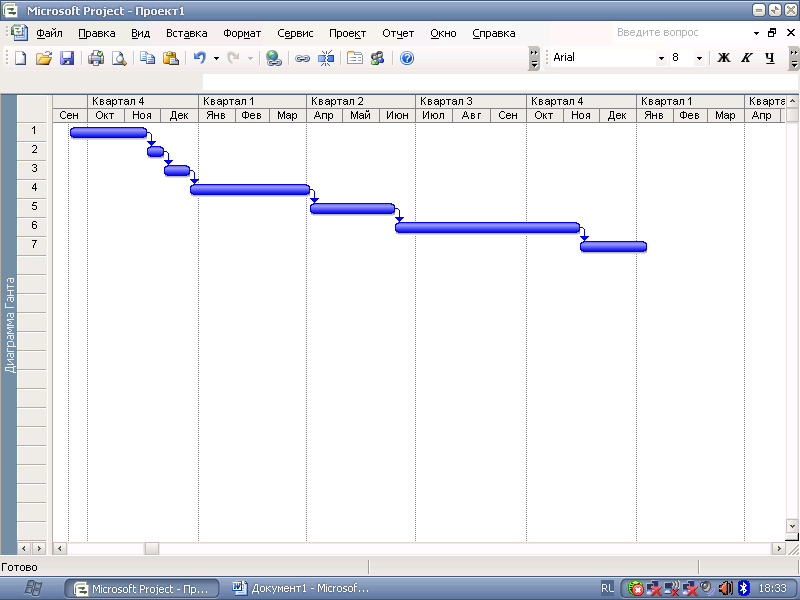 Microsoft Project - Проект1
Файл Правка Вид Вставка Формат Сервис Проект Отчет Окно Справка Введите вопрос
Arial 8 Ж К Ч
Квартал 4 Квартал 1 Квартал 2 Квартал 3 Квартал 4 Квартал 1 Кварта
Сен Окт Ноя Дек Янв Фев Мар Апр Май Июн Июл Авг Сен Окт Ноя Дек Янв Фев Мар Апр
1
2
3
4
5
6
7
Диаграмма Ганта
Готово
Microsoft Project - Пр... Документ1 - Microsof... RL 18:33